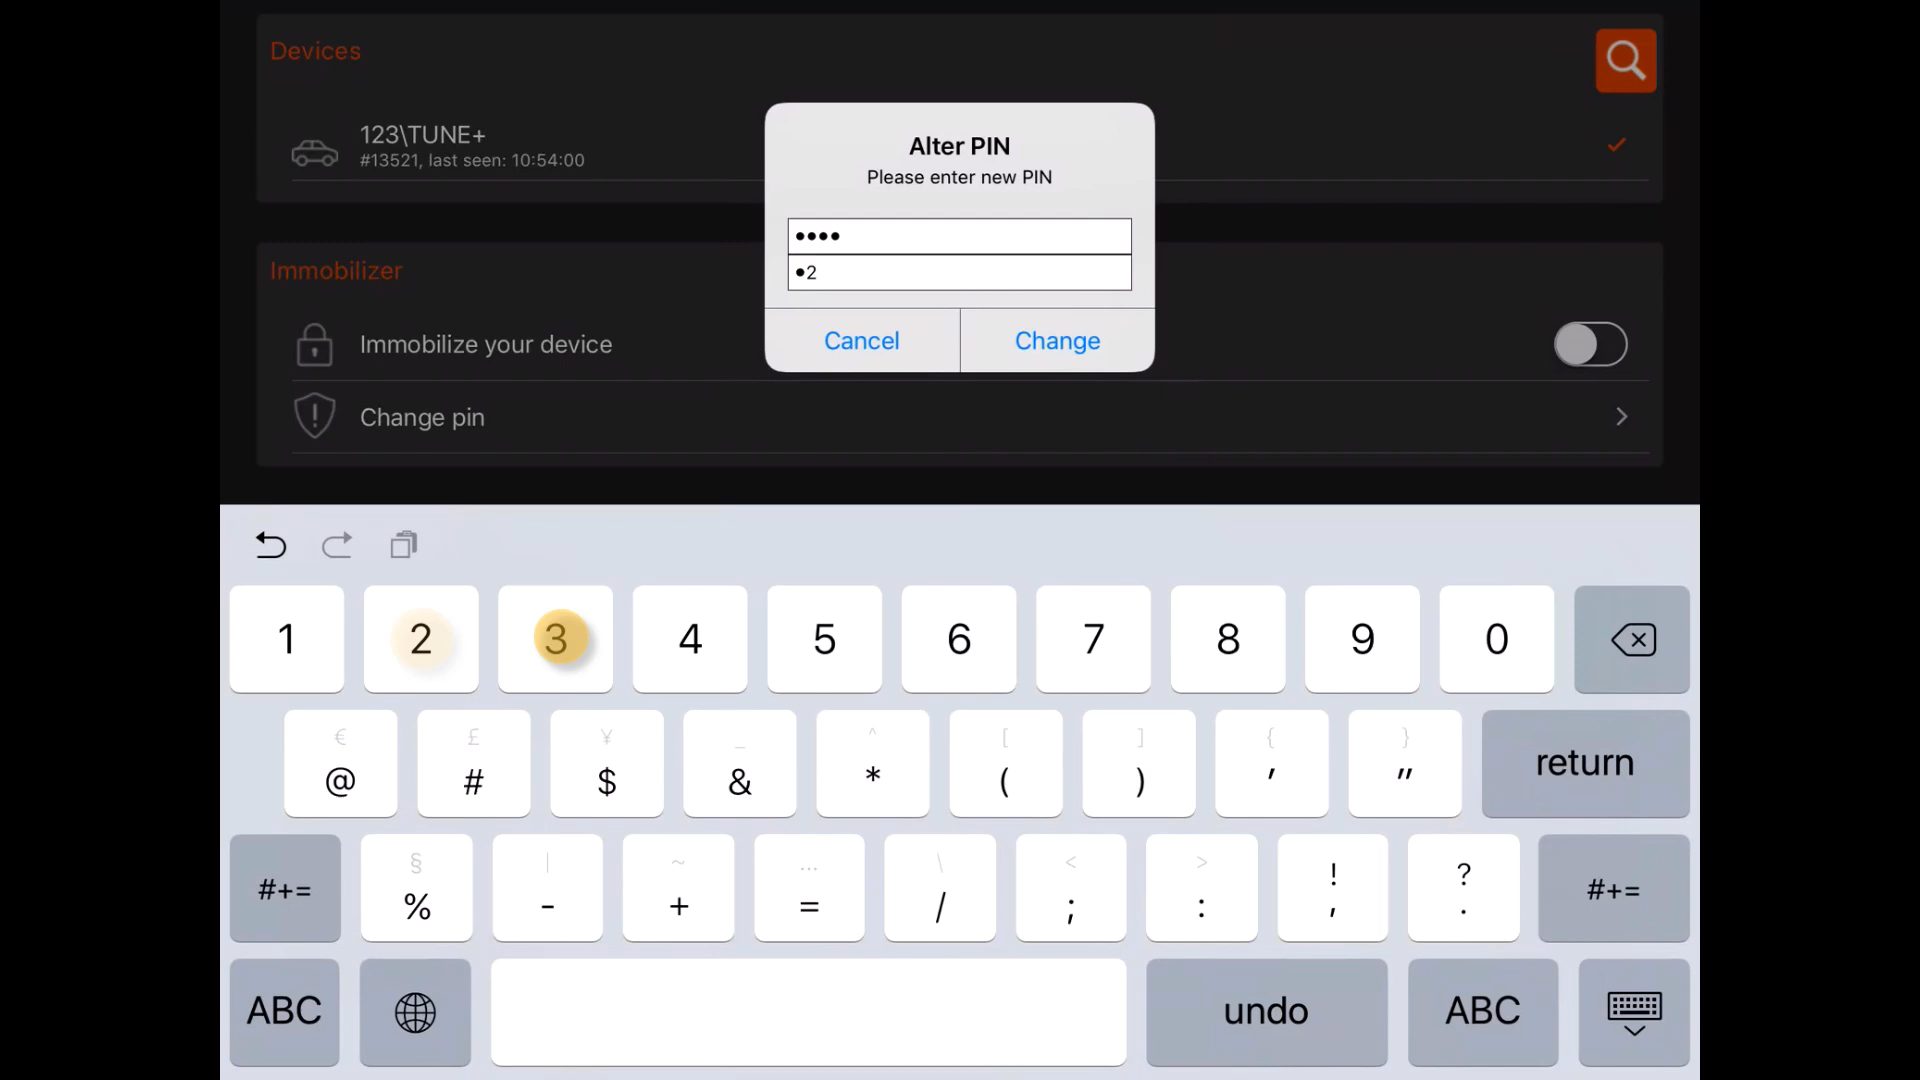 Devices
123\TUNE+
#13521, last seen: 10:54:00
Alter PIN
Please enter new PIN
••••
•2
Cancel
Change
Immobilizer
Immobilize your device
Change pin
1 2 3 4 5 6 7 8 9 0
€ £ ¥ _ ^ [ ] { }
@ # $ & * ( ) ' " return
§ | ~ … \ < > ! ?
#+= % - + = / ; : , . #+=
ABC undo ABC